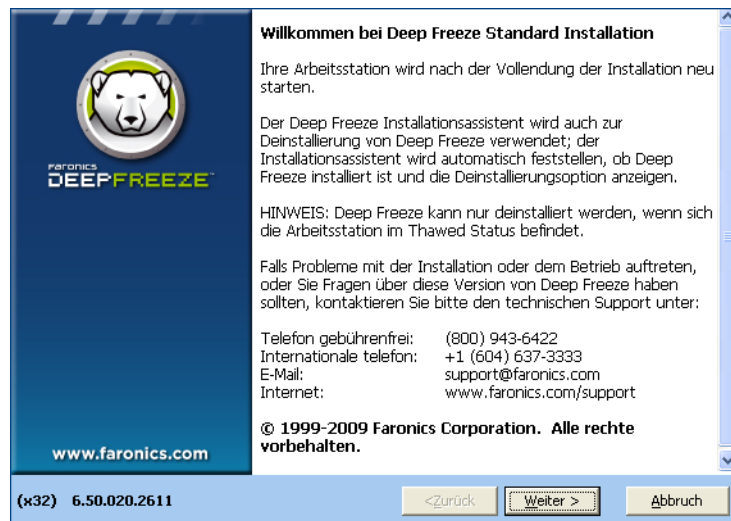 Willkommen bei Deep Freeze Standard Installation
Ihre Arbeitsstation wird nach der Vollendung der Installation neu
starten.
Der Deep Freeze Installationsassistent wird auch zur
Deinstallierung von Deep Freeze verwendet; der
Installationsassistent wird automatisch feststellen, ob Deep
Freeze installiert ist und die Deinstallierungsoption anzeigen.
HINWEIS: Deep Freeze kann nur deinstalliert werden, wenn sich
die Arbeitsstation im Thawed Status befindet.
Falls Probleme mit der Installation oder dem Betrieb auftreten,
oder Sie Fragen über diese Version von Deep Freeze haben
sollten, kontaktieren Sie bitte den technischen Support unter:
Telefon gebührenfrei: (800) 943-6422
Internationale telefon: +1 (604) 637-3333
E-Mail: support@faronics.com
Internet: www.faronics.com/support
© 1999-2009 Faronics Corporation. Alle rechte
vorbehalten.
FARONICS
DEEPFREEZE™
www.faronics.com
(x32) 6.50.020.2611
<Zurück
Weiter >
Abbruch